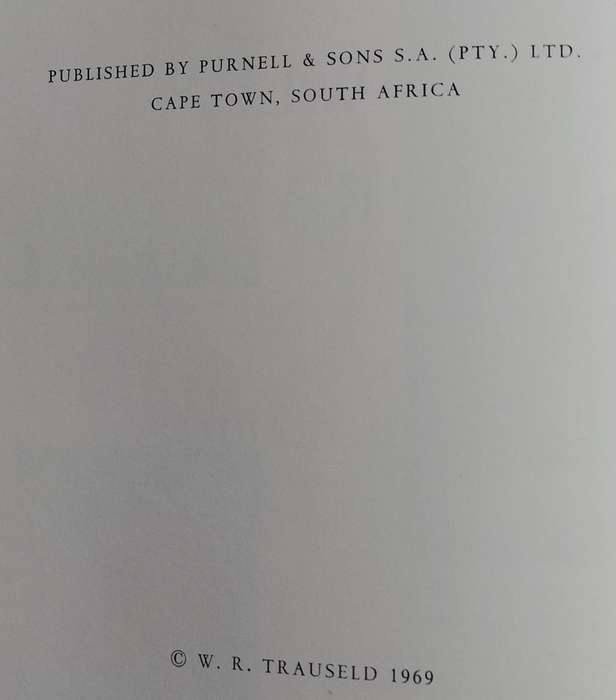 PUBLISHED BY PURNELL & SONS S.A. (PTY.) LTD.
CAPE TOWN, SOUTH AFRICA
© W. R. TRAUSELD 1969